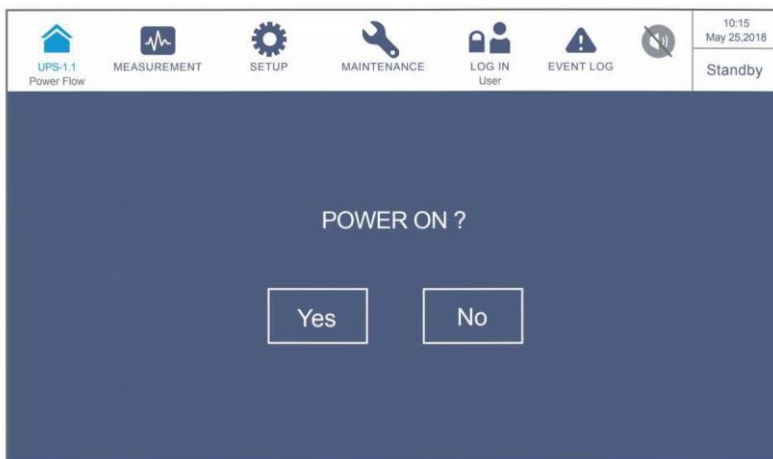 UPS-1.1
Power Flow
MEASUREMENT
SETUP
MAINTENANCE
LOG IN
User
EVENT LOG
10:15
May 25,2018
Standby
POWER ON ?
Yes
No